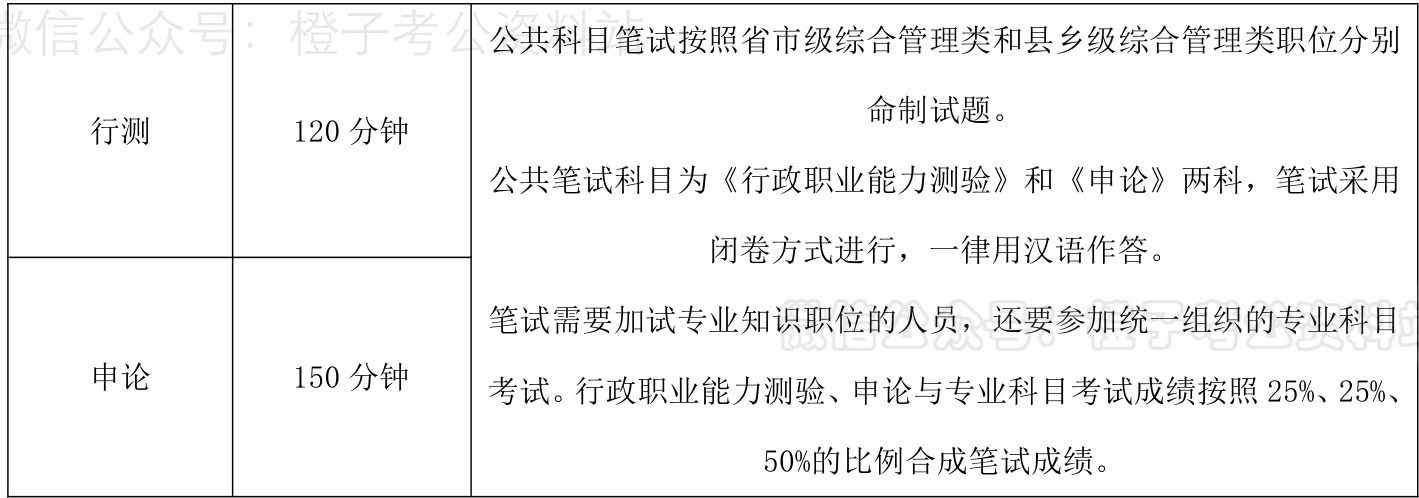 微信公众号：橙子考公资料站
行测
120 分钟
公共科目笔试按照省市级综合管理类和县乡级综合管理类职位分别
命制试题。
公共笔试科目为《行政职业能力测验》和《申论》两科，笔试采用
闭卷方式进行，一律用汉语作答。
申论
150 分钟
笔试需要加试专业知识职位的人员，还要参加统一组织的专业科目
考试。行政职业能力测验、申论与专业科目考试成绩按照 25%、25%、
50%的比例合成笔试成绩。
微信公众号：橙子考公资料站